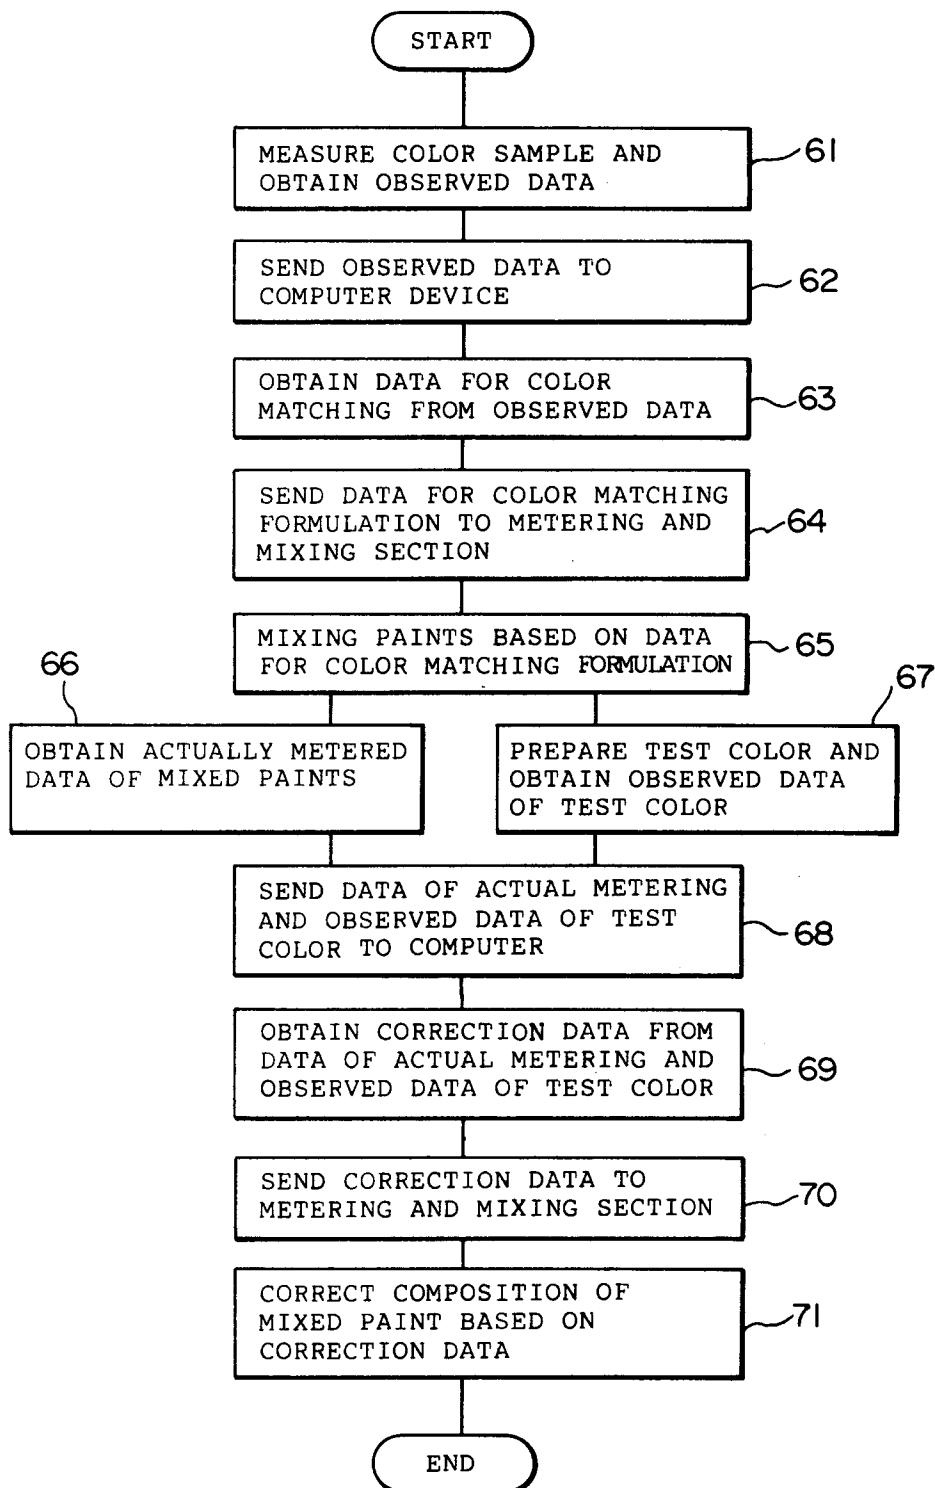 START
MEASURE COLOR SAMPLE AND
OBTAIN OBSERVED DATA
61
SEND OBSERVED DATA TO
COMPUTER DEVICE
62
OBTAIN DATA FOR COLOR
MATCHING FROM OBSERVED DATA
63
SEND DATA FOR COLOR MATCHING
FORMULATION TO METERING AND
MIXING SECTION
64
MIXING PAINTS BASED ON DATA
FOR COLOR MATCHING FORMULATION
65
66
OBTAIN ACTUALLY METERED
DATA OF MIXED PAINTS
67
PREPARE TEST COLOR AND
OBTAIN OBSERVED DATA
OF TEST COLOR
SEND DATA OF ACTUAL METERING
AND OBSERVED DATA OF TEST
COLOR TO COMPUTER
68
OBTAIN CORRECTION DATA FROM
DATA OF ACTUAL METERING AND
OBSERVED DATA OF TEST COLOR
69
SEND CORRECTION DATA TO
METERING AND MIXING SECTION
70
CORRECT COMPOSITION OF
MIXED PAINT BASED ON
CORRECTION DATA
71
END